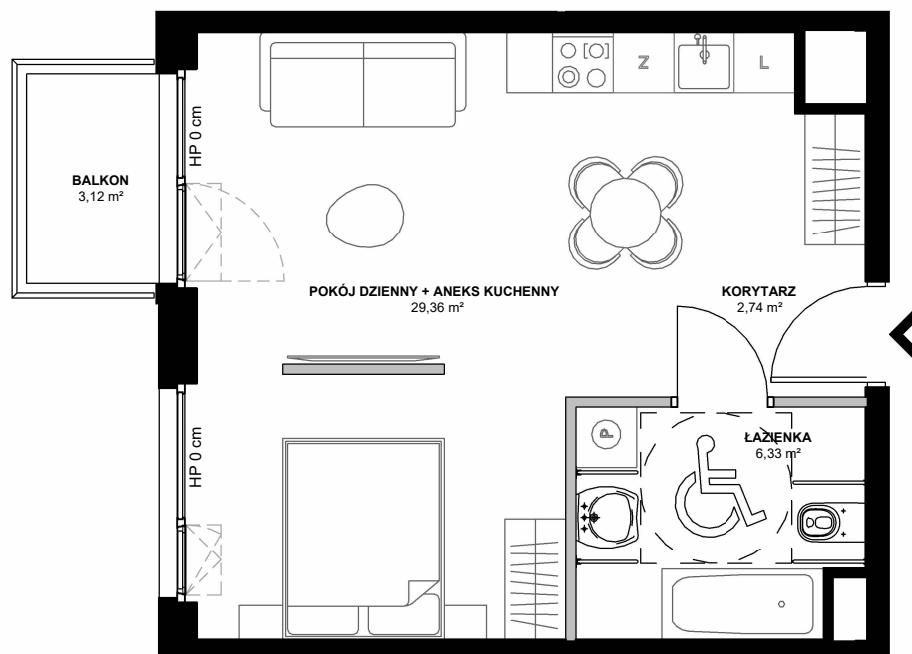 Z
L
HP 0 cm
BALKON
3,12 m²
POKÓJ DZIENNY + ANEKS KUCHENNY
29,36 m²
KORYTARZ
2,74 m²
HP 0 cm
P
ŁAZIENKA
6,33 m²